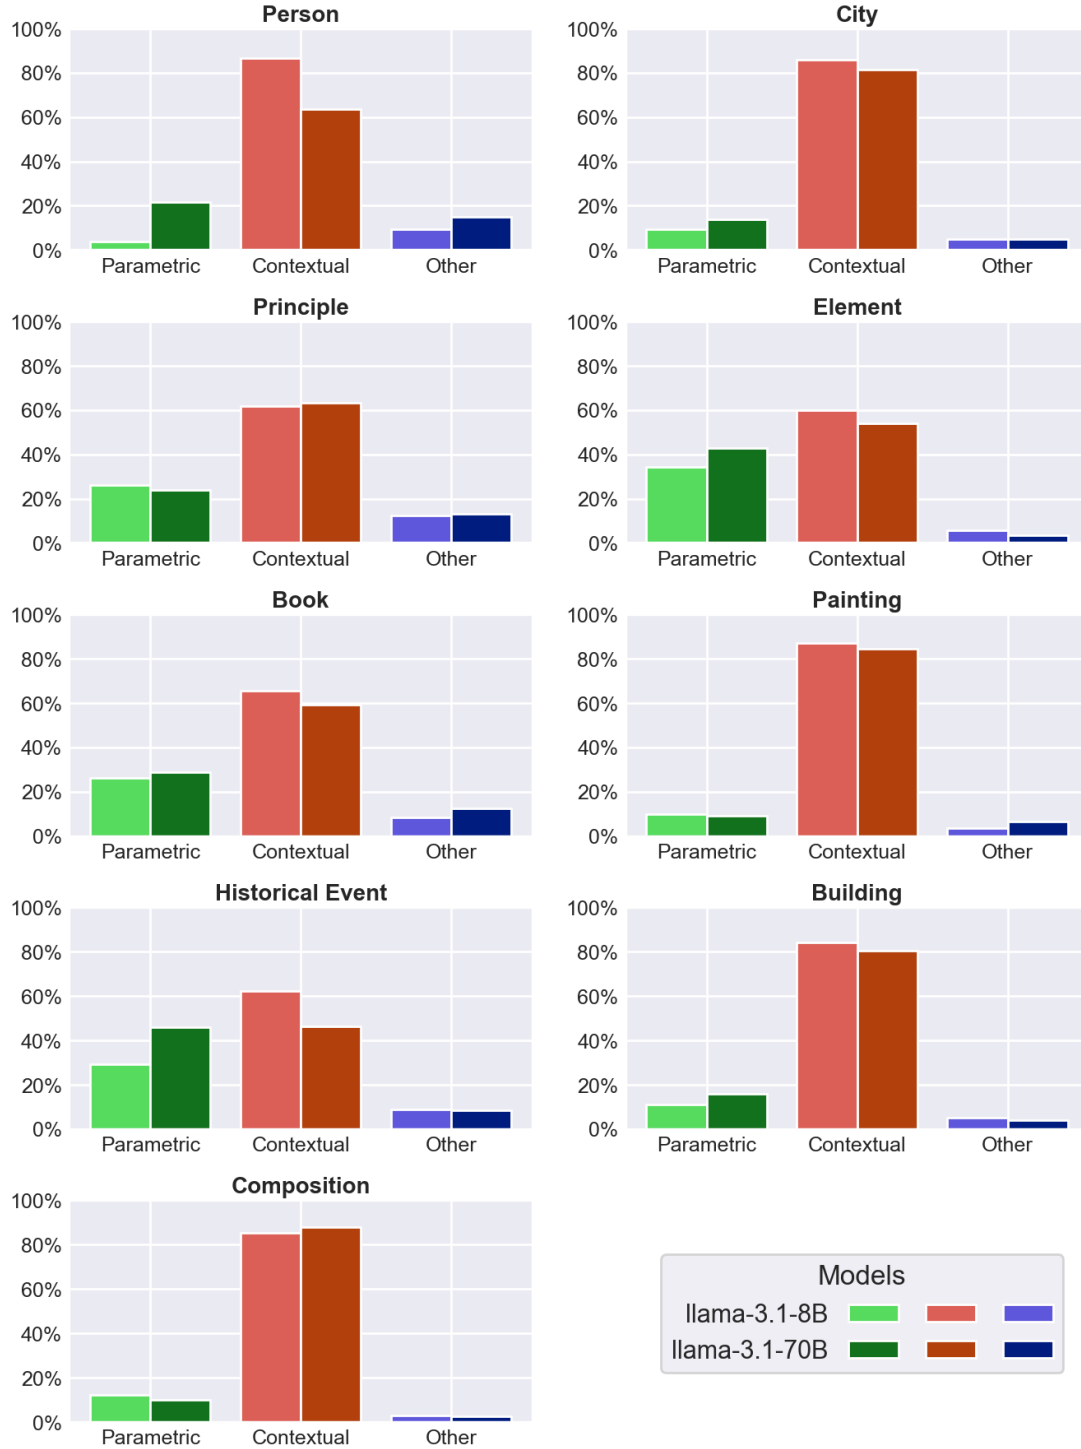 Person
100%
80%
60%
40%
20%
0%
Parametric Contextual Other
City
100%
80%
60%
40%
20%
0%
Parametric Contextual Other
Principle
100%
80%
60%
40%
20%
0%
Parametric Contextual Other
Element
100%
80%
60%
40%
20%
0%
Parametric Contextual Other
Book
100%
80%
60%
40%
20%
0%
Parametric Contextual Other
Painting
100%
80%
60%
40%
20%
0%
Parametric Contextual Other
Historical Event
100%
80%
60%
40%
20%
0%
Parametric Contextual Other
Building
100%
80%
60%
40%
20%
0%
Parametric Contextual Other
Composition
100%
80%
60%
40%
20%
0%
Parametric Contextual Other
Models
llama-3.1-8B
llama-3.1-70B